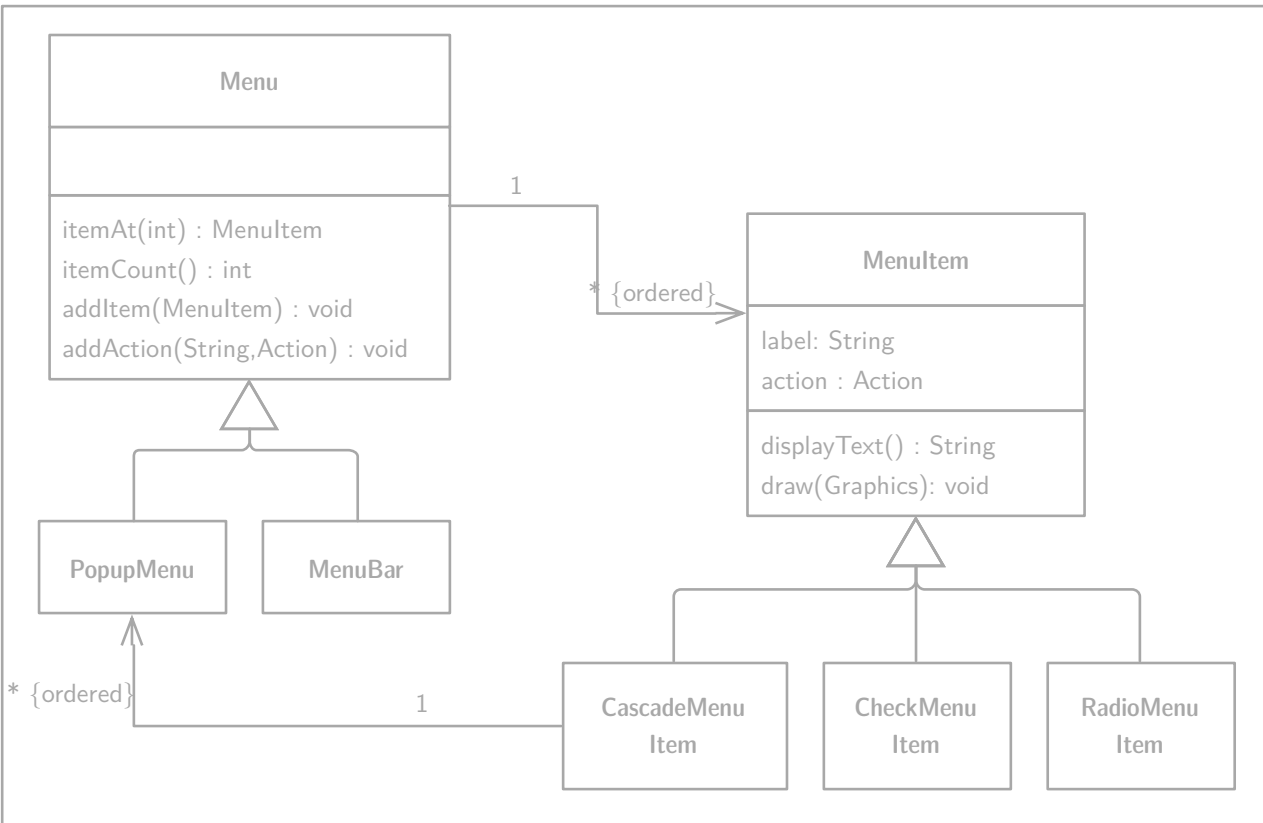 Menu
itemAt(int) : MenuItem
itemCount() : int
addItem(MenuItem) : void
addAction(String,Action) : void
1
* {ordered}
MenuItem
label: String
action : Action
displayText() : String
draw(Graphics): void
PopupMenu
MenuBar
* {ordered}
1
CascadeMenu
Item
CheckMenu
Item
RadioMenu
Item